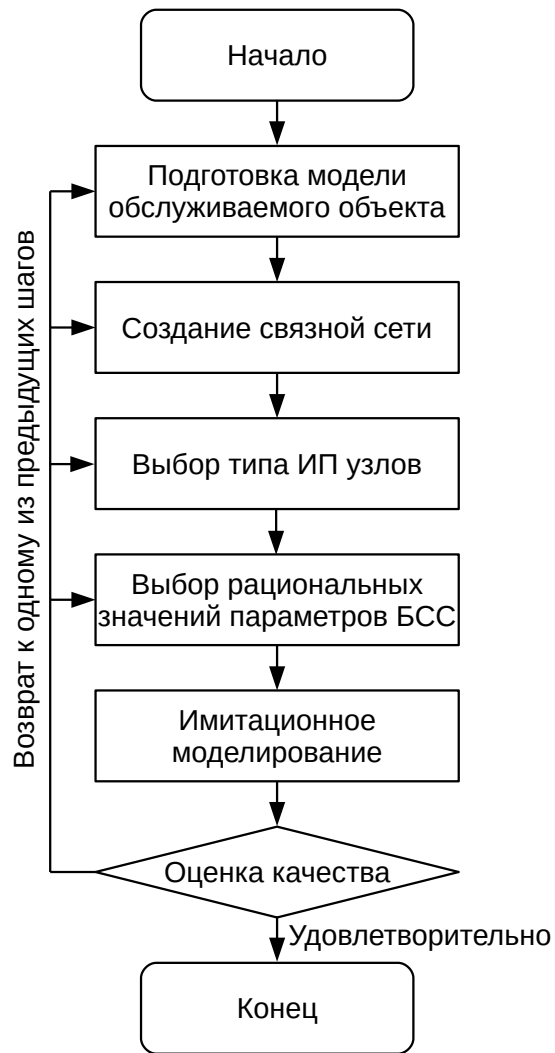 Начало
Подготовка модели
обслуживаемого объекта
Создание связной сети
Выбор типа ИП узлов
Выбор рациональных
значений параметров БСС
Имитационное
моделирование
Оценка качества
Удовлетворительно
Конец
Возврат к одному из предыдущих шагов